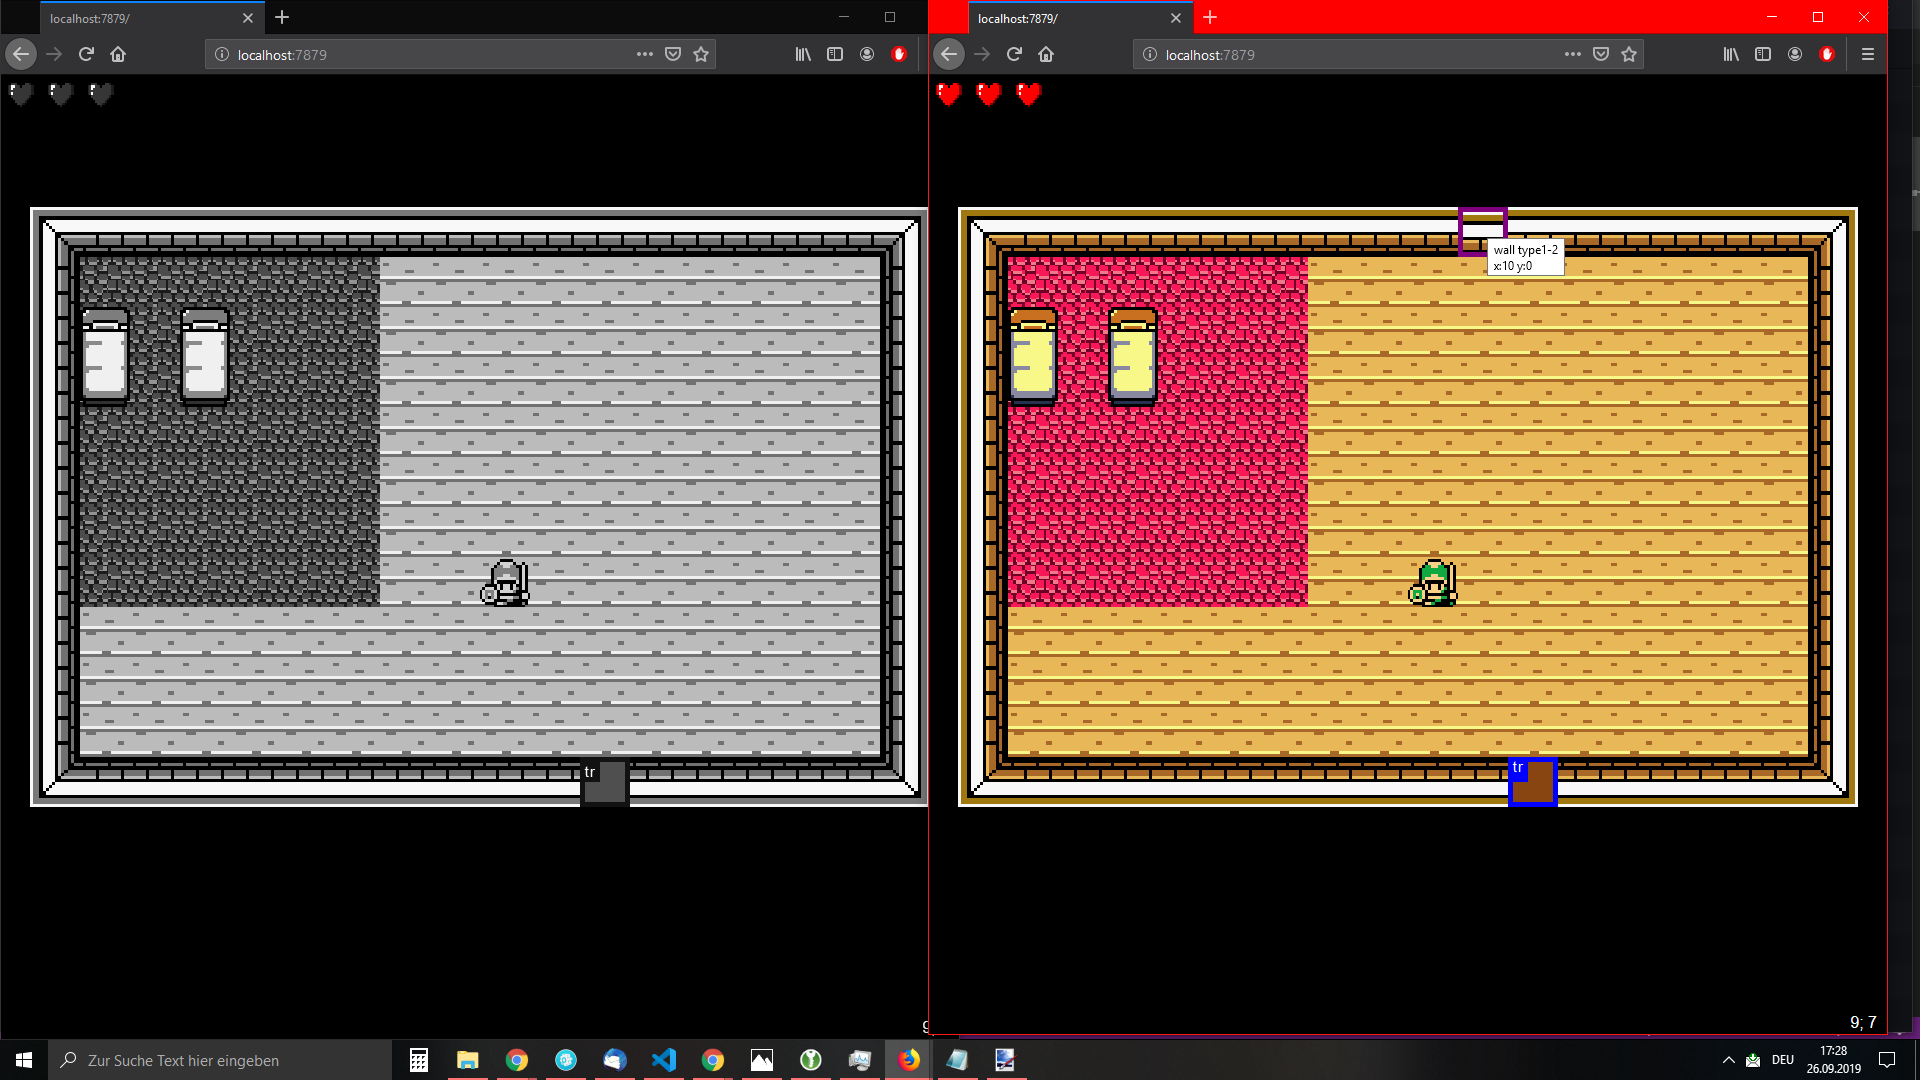 localhost:7879/
localhost:7879
tr
9
localhost:7879/
localhost:7879
wall type1-2
x:10 y:0
tr
9; 7
Zur Suche Text hier eingeben
DEU
17:28
26.09.2019